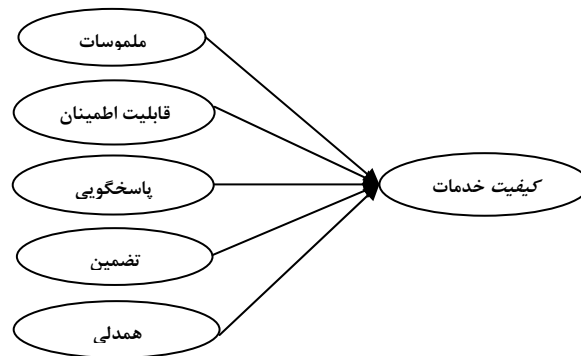 ملموسات
قابلیت اطمینان
پاسخگویی
تضمین
همدلی
کیفیت خدمات